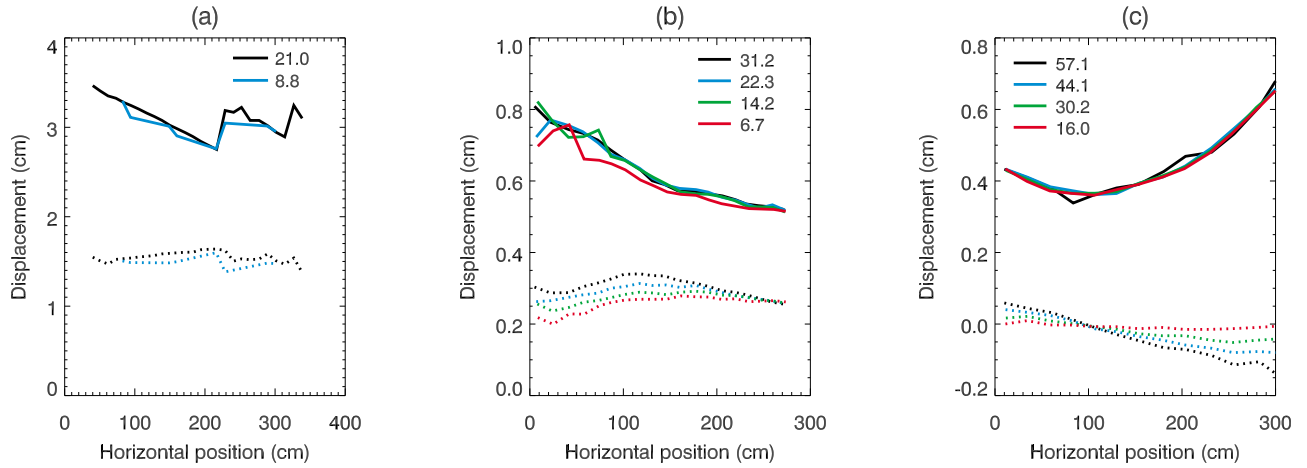 (a)
4
3
2
1
0
Displacement (cm)
21.0
8.8
0 100 200 300 400
Horizontal position (cm)
(b)
1.0
0.8
0.6
0.4
0.2
0.0
Displacement (cm)
31.2
22.3
14.2
6.7
0 100 200 300
Horizontal position (cm)
(c)
0.8
0.6
0.4
0.2
0.0
-0.2
Displacement (cm)
57.1
44.1
30.2
16.0
0 100 200 300
Horizontal position (cm)